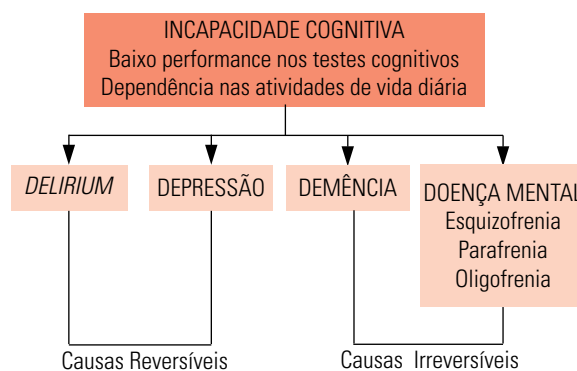 INCAPACIDADE COGNITIVA
Baixo performance nos testes cognitivos
Dependência nas atividades de vida diária
DELIRIUM
DEPRESSÃO
DEMÊNCIA
DOENÇA MENTAL
Esquizofrenia
Parafrenia
Oligofrenia
Causas Reversíveis
Causas Irreversíveis